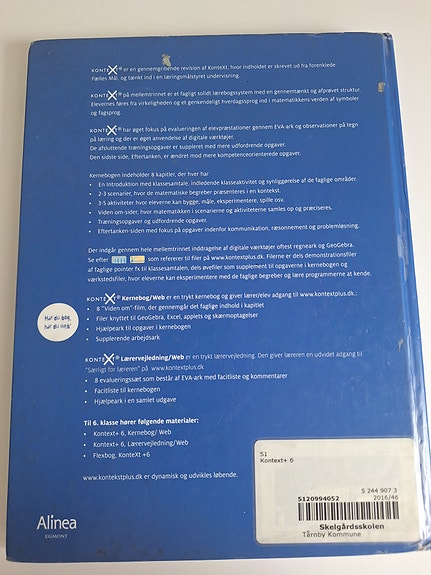 KONTEXT+ er en gennemgribende revision af KonteXt, hvor indholdet er skrevet ud fra forenklede
Fælles Mål, og tænkt ind i en læringsmålstyret undervisning.
KONTEXT+ på mellemtrinnet er et fagligt solidt lærebogssystem med en gennemtænkt og afprøvet struktur.
Elevernes føres fra virkeligheden og et genkendeligt hverdagssprog ind i matematikkens verden af symboler
og fagsprog.
KONTEXT+ har øget fokus på evalueringen af elevpræstationer gennem EVA-ark og observationer på tegn
på læring og der er øget anvendelse af digitale værktøjer.
De afsluttende træningsopgaver er suppleret med mere udfordrende opgaver.
Den sidste side, Eftertanken, er ændret med mere kompetenceorienterede opgaver.
Kernebogen indeholder 8 kapitler, der hver har
• En Introduktion med klassesamtale, indledende klasseaktivitet og synliggørelse af de faglige områder.
• 2-3 scenarier, hvor de matematiske begreber præsenteres i en kontekst.
• 3-5 aktiviteter hvor eleverne kan bygge, måle, eksperimentere, spille osv.
• Viden om-sider, hvor matematikken i scenarierne og aktiviteterne samles op og præciseres.
• Træningsopgaver og udfordrende opgaver.
• Eftertanken-siden med fokus på opgaver indenfor kommunikation, ræsonnement og problemløsning.
Der indgår gennem hele mellemtrinnet inddragelse af digitale værktøjer oftest regneark og GeoGebra.
Se efter som refererer til filer på www.kontextplus.dk. Filerne er dels demonstrationsfiler
af faglige pointer fx til klassesamtalen, dels øvefiler som supplement til opgaverne i kernebogen og
værkstedsfiler, hvor eleverne kan eksperimentere med de faglige begreber og lære programmerne at kende.
KONTEXT+ Kernebog/Web er en trykt kernebog og giver lærer/elev adgang til www.kontextplus.dk.:
• 8 "Viden om"-film, der gennemgår det faglige indhold i kapitlet
• Filer knyttet til GeoGebra, Excel, applets og skærmoptagelser
• Hjælpeark til opgaver i kernebogen
• Supplerende arbejdsark
Har du bog,
har du web!
KONTEXT+ Lærervejledning/Web er en trykt lærervejledning. Den giver læreren en udvidet adgang til
"Særligt for læreren" på www.kontextplus.dk
• 8 evalueringssæt som består af EVA-ark med facitliste og kommentarer
• Facitliste til kernebogen
• Hjælpeark i en samlet udgave
Til 6. klasse hører følgende materialer:
• Kontext+ 6, Kernebog/ Web
• Kontext+ 6, Lærervejledning/Web
• Flexbog, KonteXt +6
www.kontekstplus.dk er dynamisk og udvikles løbende.
Alinea
EGMONT
51
Kontext+ 6
5 244 907 3
5120994052 2016/46
Skelgårdsskolen
Tårnby Kommune